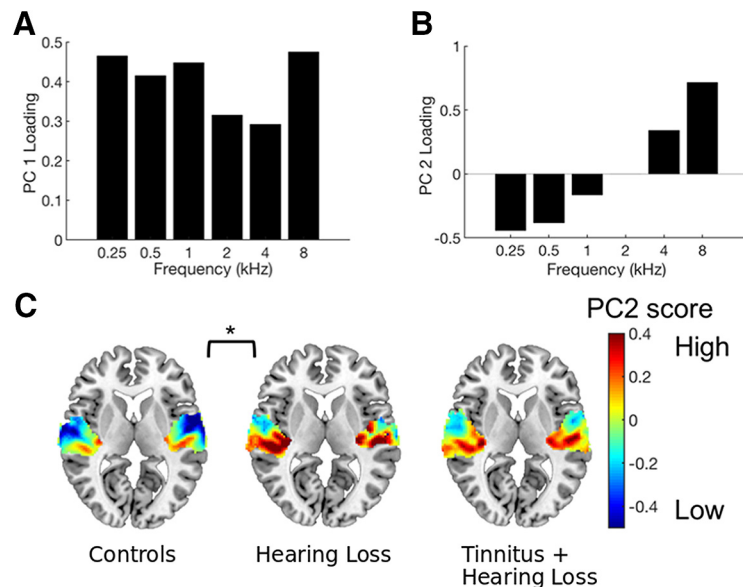 A
PC 1 Loading
0.5
0.4
0.3
0.2
0.1
0
0.25 0.5 1 2 4 8
Frequency (kHz)
B
PC 2 Loading
1
0.5
0
-0.5
0.25 0.5 1 2 4 8
Frequency (kHz)
C
*
PC2 score
0.4
0.2
0
-0.2
-0.4
High
Low
Controls
Hearing Loss
Tinnitus +
Hearing Loss